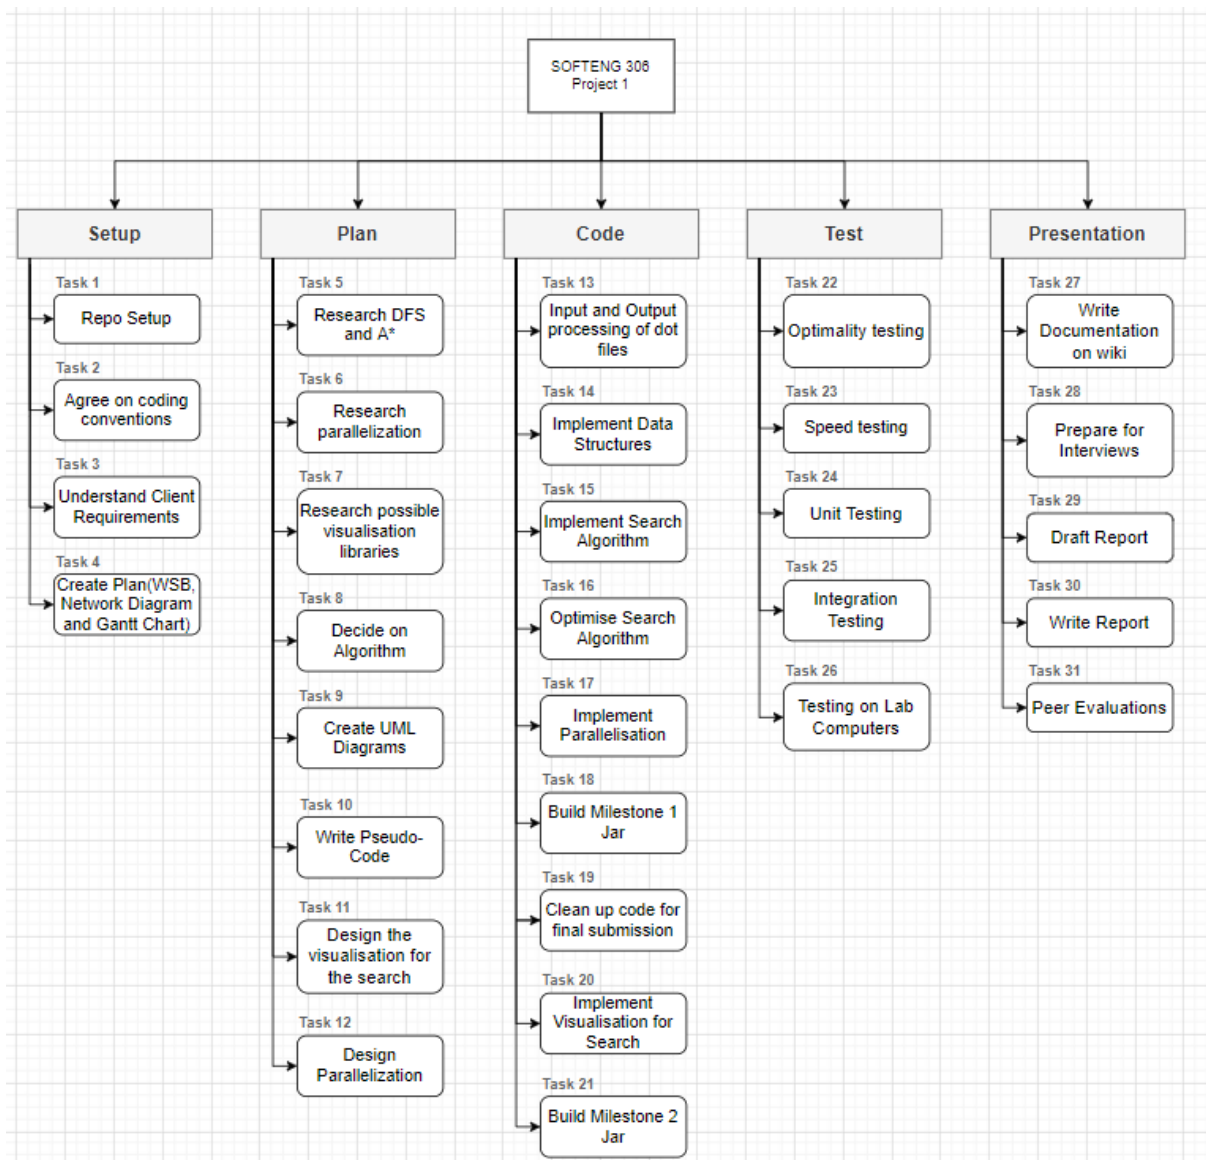 SOFTENG 306
Project 1
Setup
Task 1
Repo Setup
Task 2
Agree on coding
conventions
Task 3
Understand Client
Requirements
Task 4
Create Plan(WSB,
Network Diagram
and Gantt Chart)
Plan
Task 5
Research DFS
and A*
Task 6
Research
parallelization
Task 7
Research possible
visualisation
libraries
Task 8
Decide on
Algorithm
Task 9
Create UML
Diagrams
Task 10
Write Pseudo-
Code
Task 11
Design the
visualisation for
the search
Task 12
Design
Parallelization
Code
Task 13
Input and Output
processing of dot
files
Task 14
Implement Data
Structures
Task 15
Implement Search
Algorithm
Task 16
Optimise Search
Algorithm
Task 17
Implement
Parallelisation
Task 18
Build Milestone 1
Jar
Task 19
Clean up code for
final submission
Task 20
Implement
Visualisation for
Search
Task 21
Build Milestone 2
Jar
Test
Task 22
Optimality testing
Task 23
Speed testing
Task 24
Unit Testing
Task 25
Integration
Testing
Task 26
Testing on Lab
Computers
Presentation
Task 27
Write
Documentation
on wiki
Task 28
Prepare for
Interviews
Task 29
Draft Report
Task 30
Write Report
Task 31
Peer Evaluations